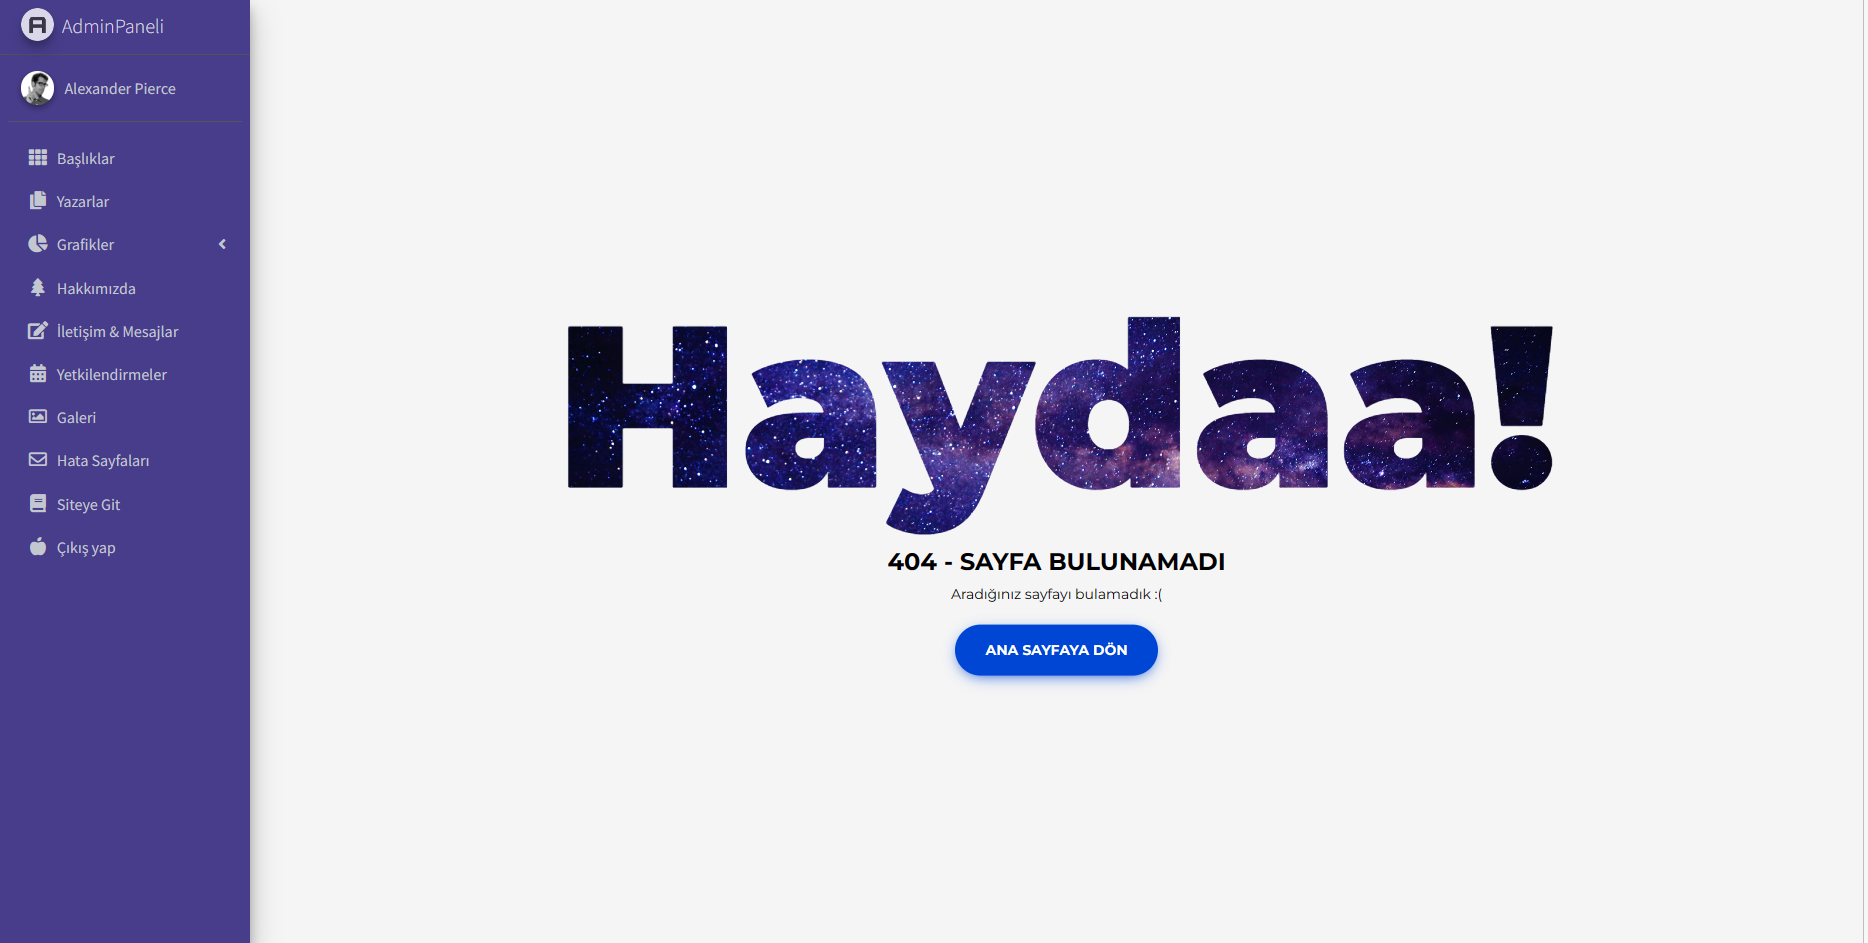 AdminPaneli
Alexander Pierce
Başlıklar
Yazarlar
Grafikler
Hakkımızda
İletişim & Mesajlar
Yetkilendirmeler
Galeri
Hata Sayfaları
Siteye Git
Çıkış yap
Haydaa!
404 - SAYFA BULUNAMADI
Aradığınız sayfayı bulamadık :(
ANA SAYFAYA DÖN